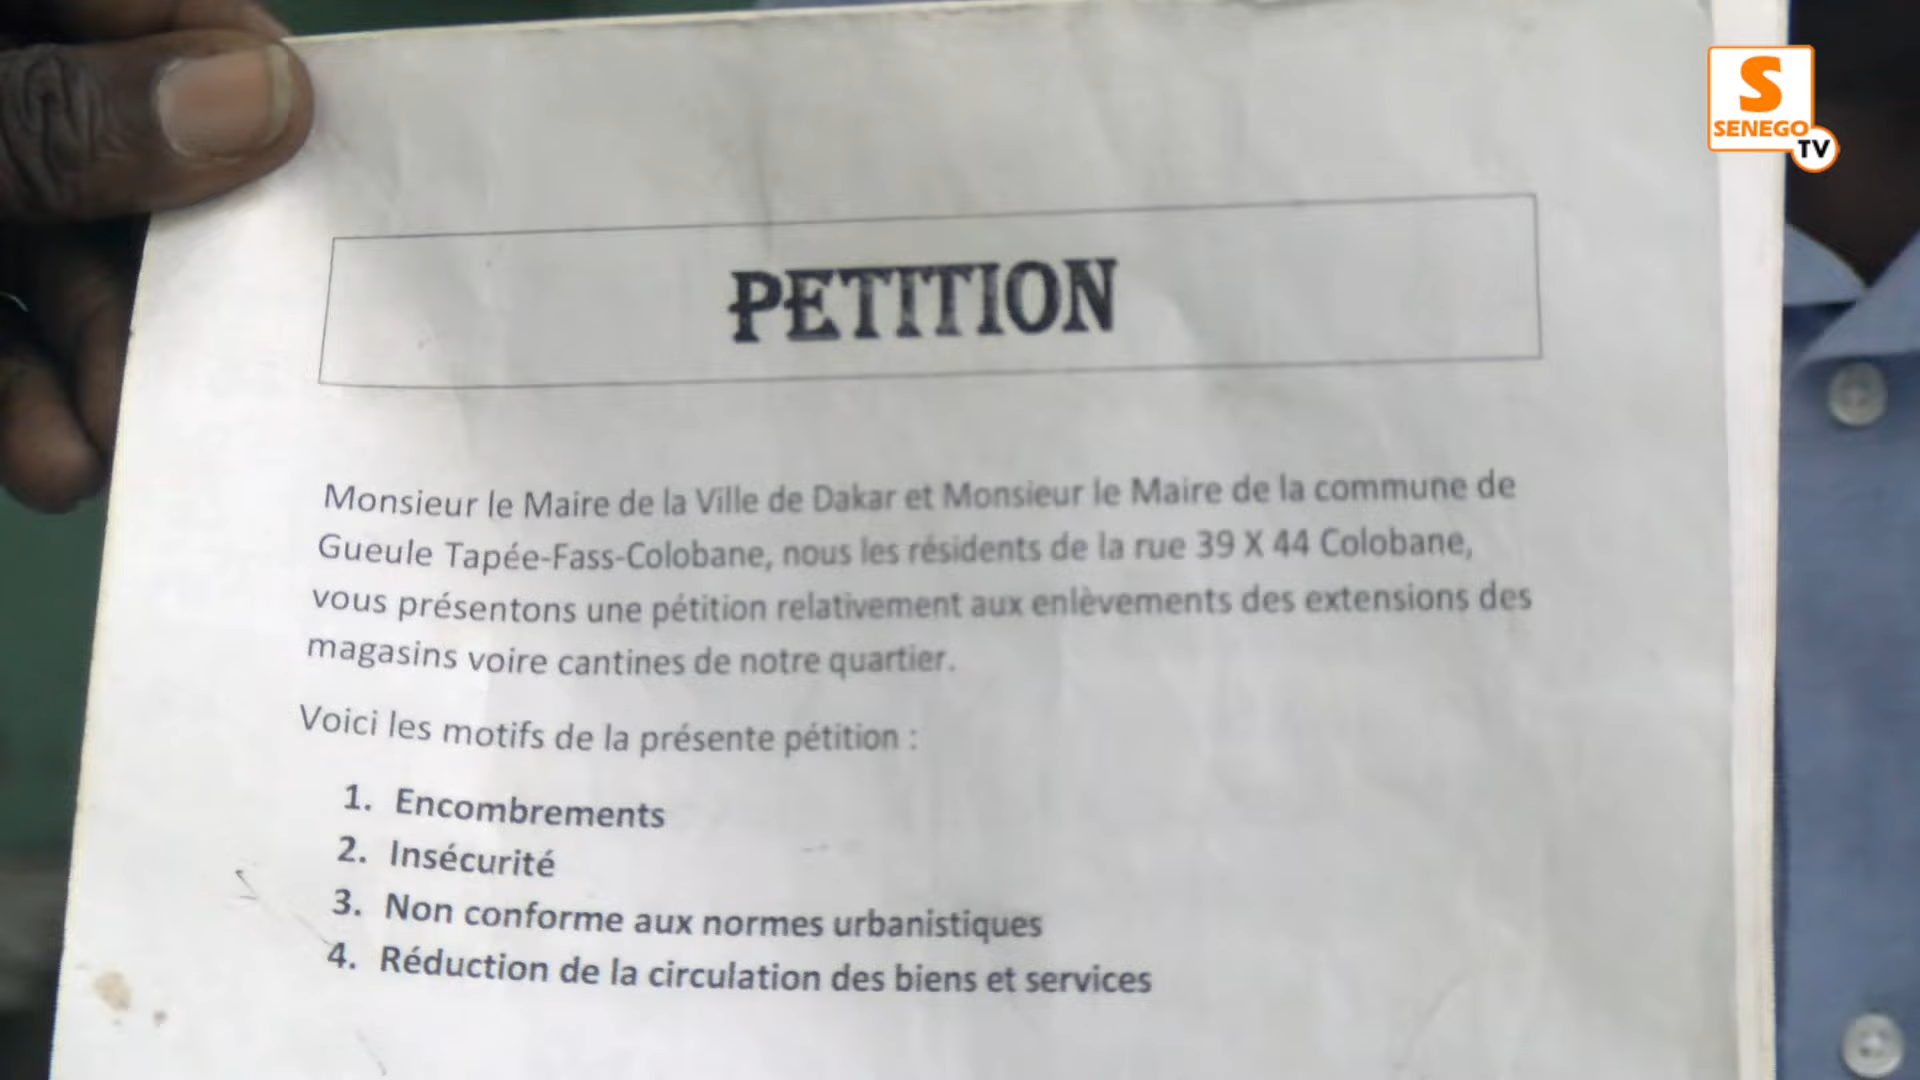 S
SENEGO
TV
PETITION
Monsieur le Maire de la Ville de Dakar et Monsieur le Maire de la commune de
Gueule Tapée-Fass-Colobane, nous les résidents de la rue 39 X 44 Colobane,
vous présentons une pétition relativement aux enlèvements des extensions des
magasins voire cantines de notre quartier.
Voici les motifs de la présente pétition :
1. Encombrements
2. Insécurité
3. Non conforme aux normes urbanistiques
4. Réduction de la circulation des biens et services